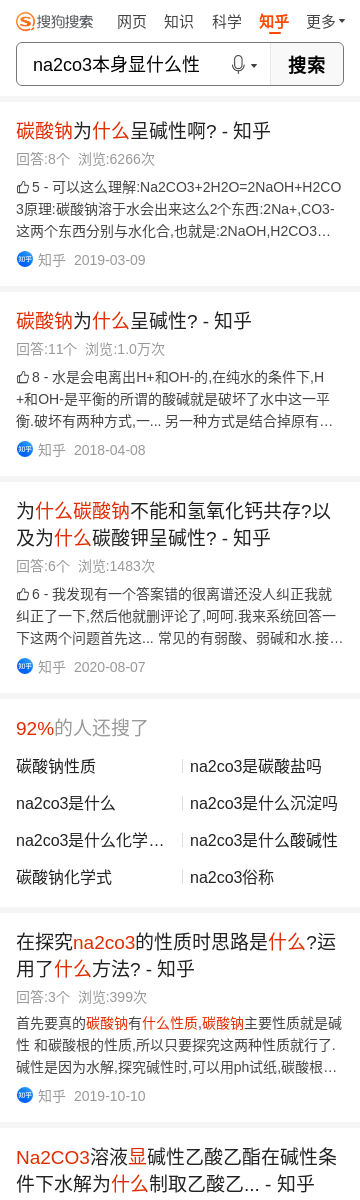 搜狗搜索 网页 知识 科学 知乎 更多
na2co3本身显什么性 搜索
碳酸钠为什么呈碱性啊? - 知乎
回答:8个 浏览:6266次
5 - 可以这么理解:Na2CO3+2H2O=2NaOH+H2CO
3原理:碳酸钠溶于水会出来这么2个东西:2Na+,CO3-
这两个东西分别与水化合,也就是:2NaOH,H2CO3…
知乎 知乎 2019-03-09
碳酸钠为什么呈碱性? - 知乎
回答:11个 浏览:1.0万次
8 - 水是会电离出H+和OH-的,在纯水的条件下,H
+和OH-是平衡的所谓的酸碱就是破坏了水中这一平
衡.破坏有两种方式,一... 另一种方式是结合掉原有…
知乎 知乎 2018-04-08
为什么碳酸钠不能和氢氧化钙共存?以
及为什么碳酸钾呈碱性? - 知乎
回答:6个 浏览:1483次
6 - 我发现有一个答案错的很离谱还没人纠正我就
纠正了一下,然后他就删评论了,呵呵.我来系统回答一
下这两个问题首先这... 常见的有弱酸、弱碱和水.接…
知乎 知乎 2020-08-07
92%的人还搜了
碳酸钠性质 na2co3是碳酸盐吗
na2co3是什么 na2co3是什么沉淀吗
na2co3是什么化学… na2co3是什么酸碱性
碳酸钠化学式 na2co3俗称
在探究na2co3的性质时思路是什么?运
用了什么方法? - 知乎
回答:3个 浏览:399次
首先要真的碳酸钠有什么性质,碳酸钠主要性质就是碱
性 和碳酸根的性质,所以只要探究这两种性质就行了.
碱性是因为水解,探究碱性时,可以用ph试纸,碳酸根…
知乎 知乎 2019-10-10
Na2CO3溶液显碱性乙酸乙酯在碱性条
件下水解为什么制取乙酸乙... - 知乎